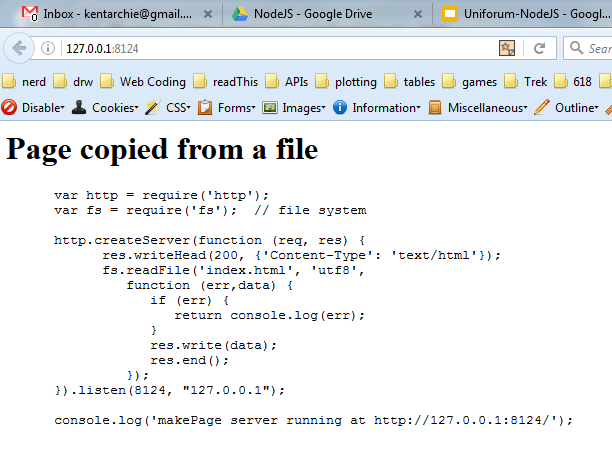 Inbox - kentarchie@gmail.... NodeJS - Google Drive Uniforum-NodeJS - Googl...
0
127.0.0.1:8124 Sear
nerd drw Web Coding readThis APIs plotting tables games Trek 618
Disable Cookies CSS Forms Images Information Miscellaneous Outline
Page copied from a file
var http = require('http');
var fs = require('fs');  // file system
http.createServer(function (req, res) {
res.writeHead(200, {'Content-Type': 'text/html'});
fs.readFile('index.html', 'utf8',
function (err,data) {
if (err) {
return console.log(err);
}
res.write(data);
res.end();
});
}).listen(8124, "127.0.0.1");
console.log('makePage server running at http://127.0.0.1:8124/');